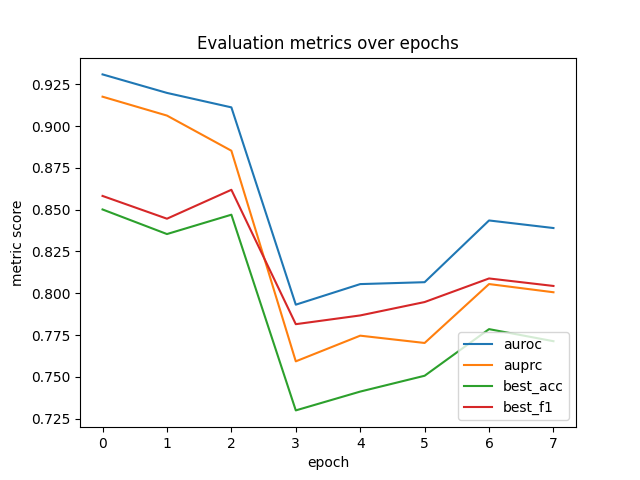 Evaluation metrics over epochs
metric score
0.925
0.900
0.875
0.850
0.825
0.800
0.775
0.750
0.725
auroc
auprc
best_acc
best_f1
0 1 2 3 4 5 6 7
epoch